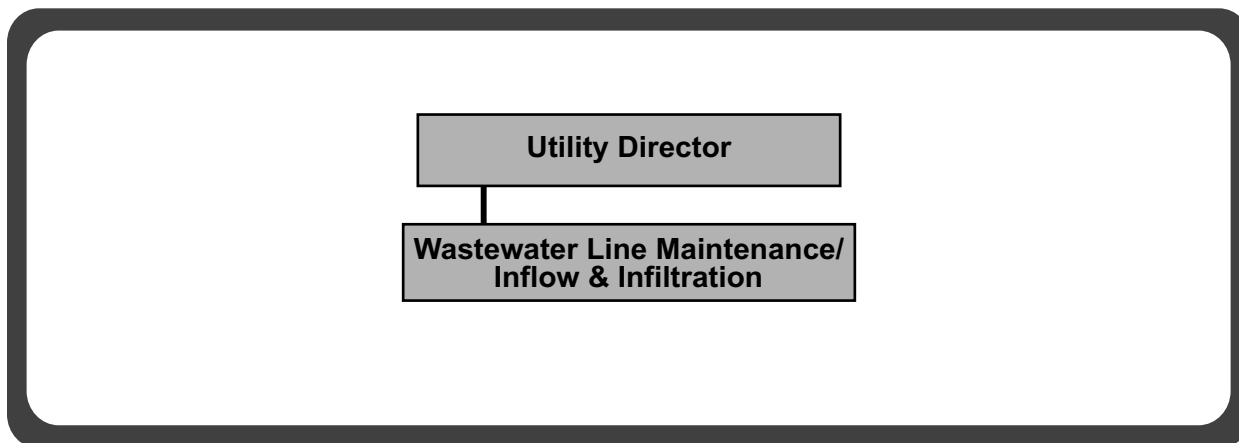 Utility Director
Wastewater Line Maintenance/
Inflow & Infiltration